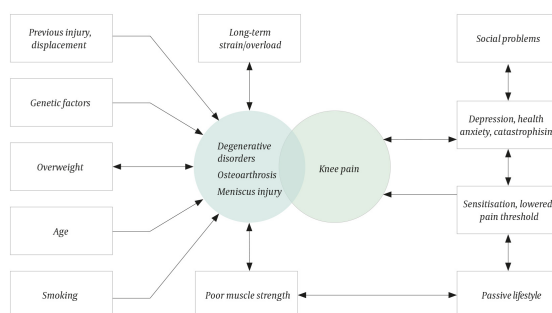 Previous injury,
displacement
Long-term
strain/overload
Social problems
Genetic factors
Depression, health
anxiety, catastrophisin
Overweight
Degenerative
disorders
Osteoarthrosis
Meniscus injury
Knee pain
Sensitisation, lowered
pain threshold
Age
Smoking
Poor muscle strength
Passive lifestyle